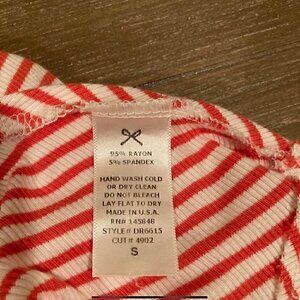 95% RAYON
5% SPANDEX
HAND WASH COLD
OR DRY CLEAN
DO NOT BLEACH
LAY FLAT TO DRY
MADE IN U.S.A.
RN# 145848
STYLE# DR6615
CUT# 4902
S